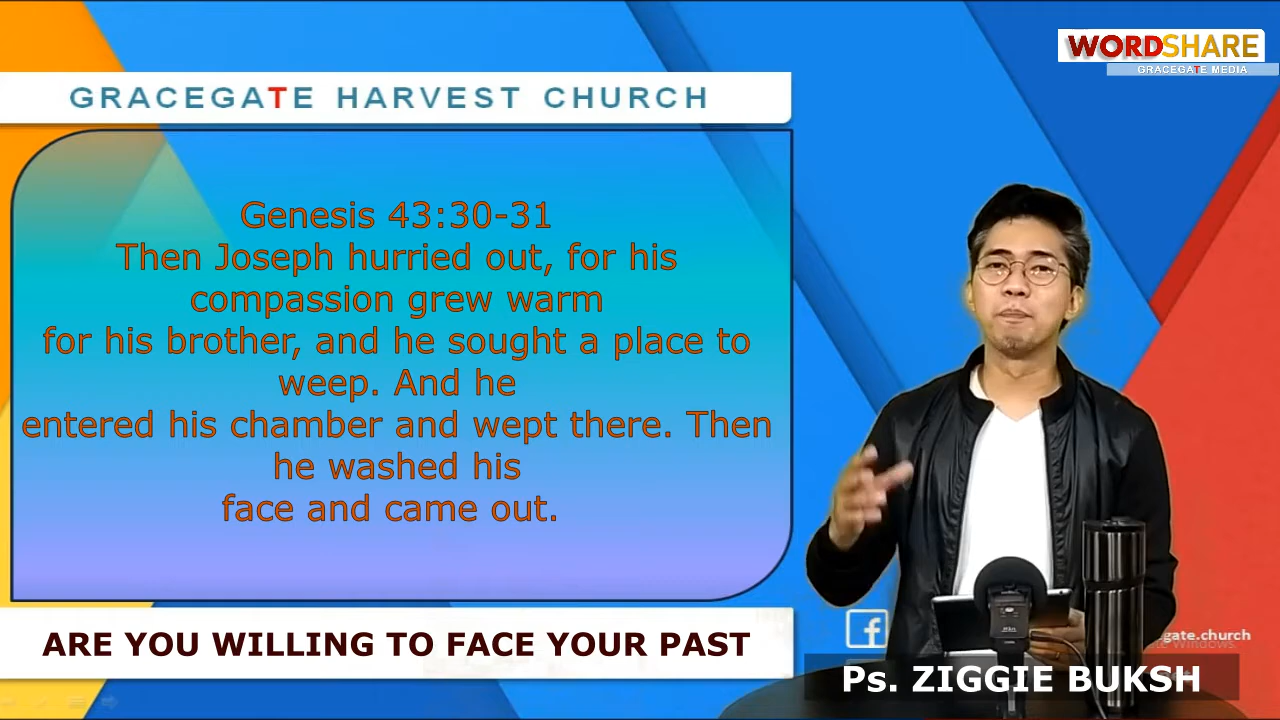 WORDSHARE
GRACEGATE MEDIA
GRACEGATE HARVEST CHURCH
Genesis 43:30-31
Then Joseph hurried out, for his
compassion grew warm
for his brother, and he sought a place to
weep. And he
entered his chamber and wept there. Then
he washed his
face and came out.
ARE YOU WILLING TO FACE YOUR PAST
gate.church
Windows.
Ps. ZIGGIE BUKSH